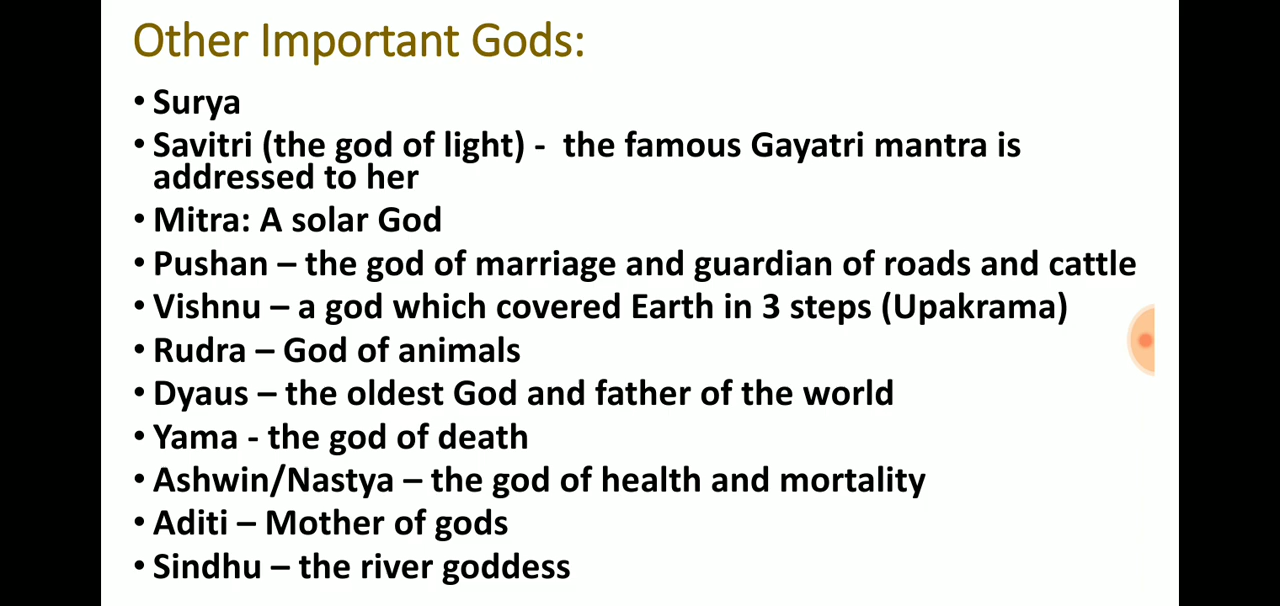 Other Important Gods:
• Surya
• Savitri (the god of light) - the famous Gayatri mantra is
addressed to her
• Mitra: A solar God
• Pushan – the god of marriage and guardian of roads and cattle
• Vishnu – a god which covered Earth in 3 steps (Upakrama)
• Rudra – God of animals
• Dyaus – the oldest God and father of the world
• Yama - the god of death
• Ashwin/Nastya – the god of health and mortality
• Aditi – Mother of gods
• Sindhu – the river goddess